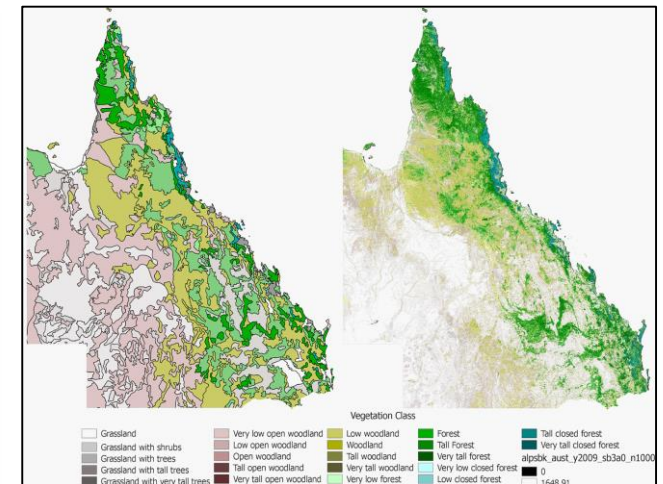 Vegetation Class
Grassland
Grassland with shrubs
Grassland with trees
Grassland with tall trees
Grassland with very tall trees
Very low open woodland
Low open woodland
Open woodland
Tall open woodland
Very tall open woodland
Low woodland
Woodland
Tall woodland
Very tall woodland
Very low forest
Forest
Tall Forest
Very tall forest
Very low closed forest
Low closed forest
Tall closed forest
Very tall closed forest
alpsbk_aust_y2009_sb3a0_n1000
0
1648.91